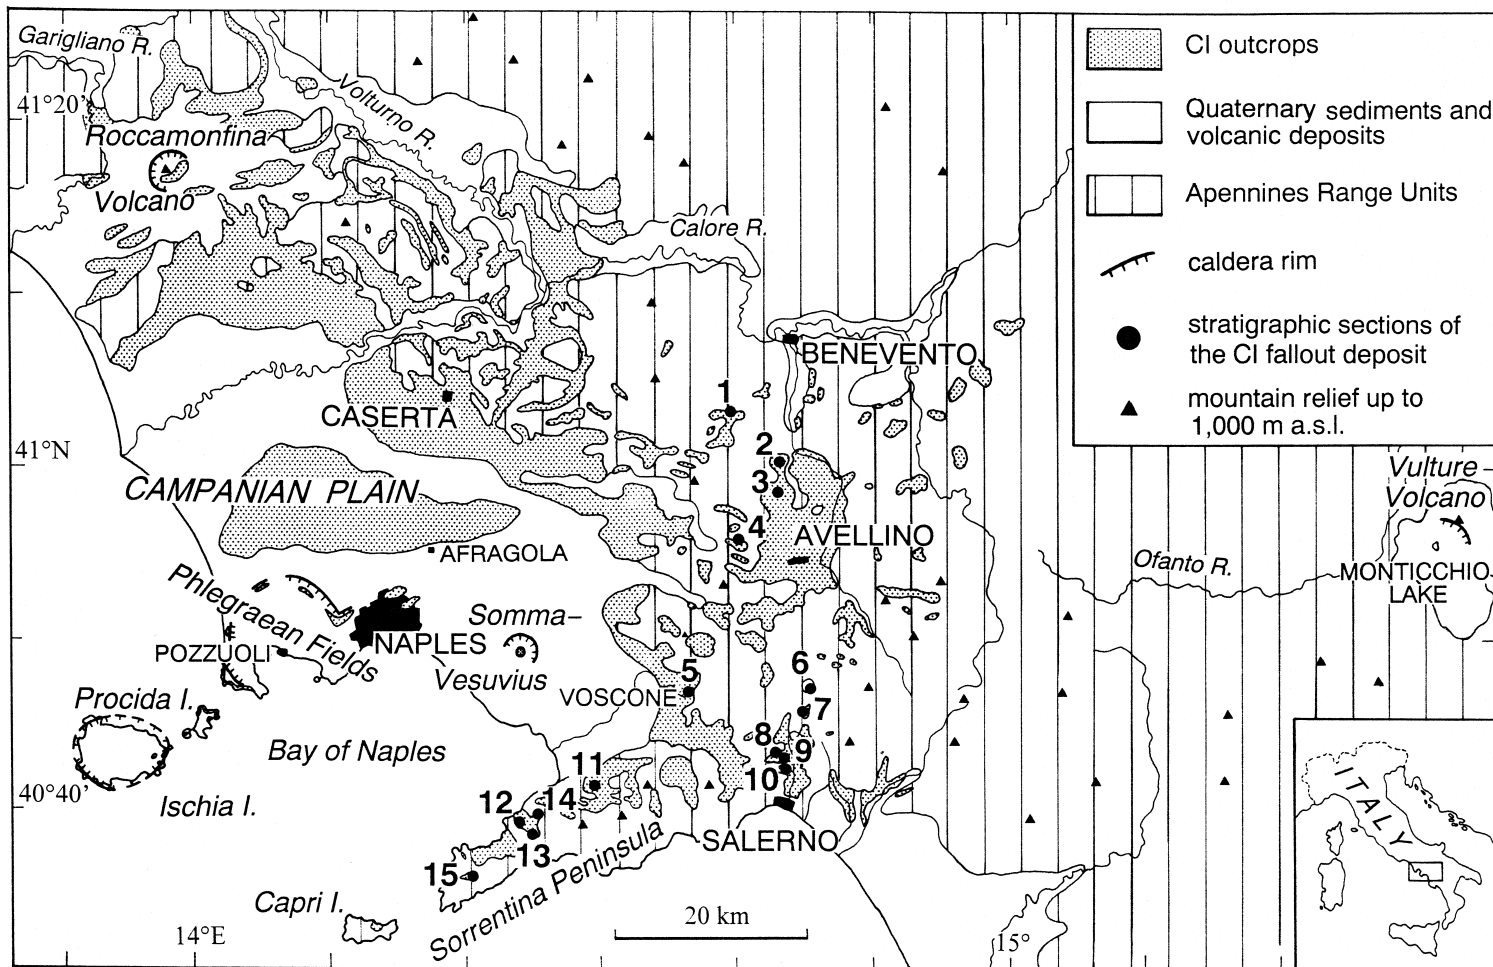 Garigliano R.
41°20'
Roccamonfina
Volcano
Volturno R.
Calore R.
CI outcrops
Quaternary sediments and
volcanic deposits
Apennines Range Units
caldera rim
stratigraphic sections of
the CI fallout deposit
mountain relief up to
1,000 m a.s.l.
BENEVENTO
CASERTA
1
2
3
4
41°N
CAMPANIAN PLAIN
AFRAGOLA
AVELLINO
Vulture –
Volcano
Ofanto R.
MONTICCHIO
LAKE
Phlegraean Fields
NAPLES
Somma–
Vesuvius
POZZUOLI
Procida I.
VOSCONE
5
6
7
8
9
10
Bay of Naples
Ischia I.
40°40'
11
12
14
13
15
SALERNO
Sorrentina Peninsula
Capri I.
20 km
14°E
15°
ITALY